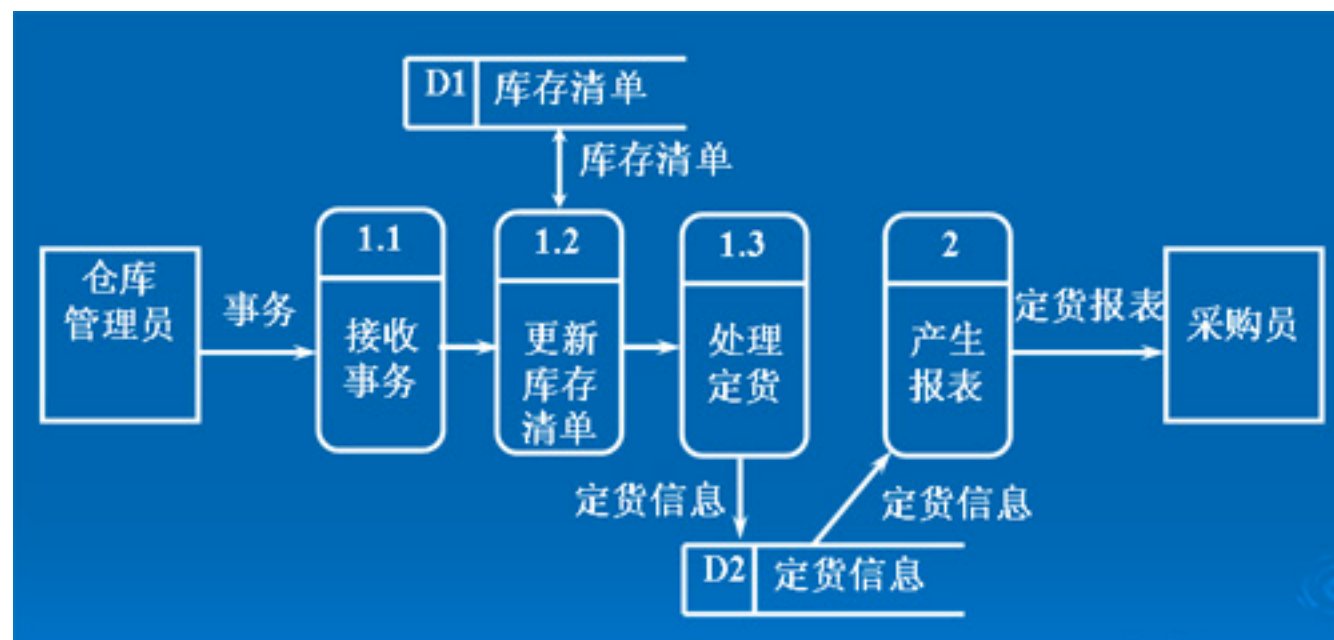 D1 库存清单
库存清单
1.1
1.2
1.3
2
仓库
管理员
事务
接收
事务
更新
库存
清单
处理
定货
产生
报表
定货报表
采购员
定货信息
定货信息
D2 定货信息